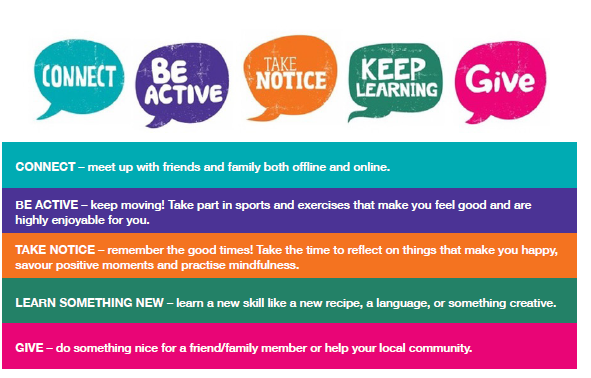 CONNECT
BE
ACTIVE
TAKE
NOTICE
KEEP
LEARNING
Give
CONNECT – meet up with friends and family both offline and online.
BE ACTIVE – keep moving! Take part in sports and exercises that make you feel good and are
highly enjoyable for you.
TAKE NOTICE – remember the good times! Take the time to reflect on things that make you happy,
savour positive moments and practise mindfulness.
LEARN SOMETHING NEW – learn a new skill like a new recipe, a language, or something creative.
GIVE – do something nice for a friend/family member or help your local community.